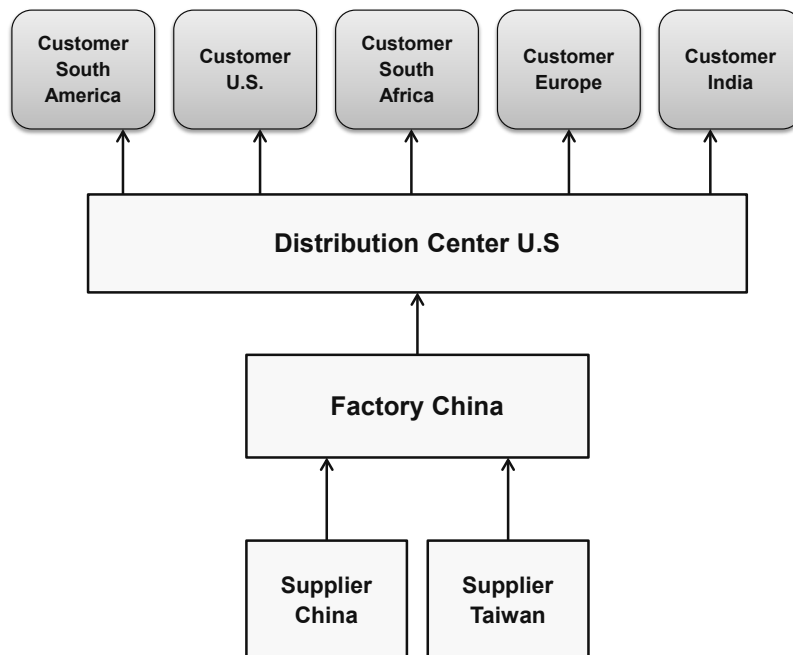 Customer
South
America
Customer
U.S.
Customer
South
Africa
Customer
Europe
Customer
India
Distribution Center U.S
Factory China
Supplier
China
Supplier
Taiwan